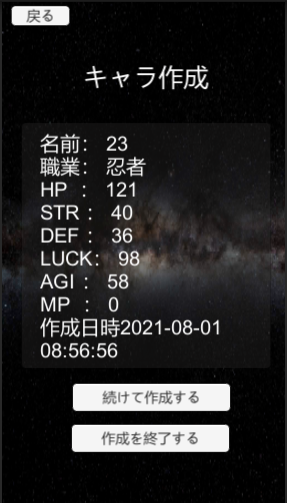 戻る
キャラ作成
名前： 23
職業： 忍者
HP ： 121
STR ： 40
DEF ： 36
LUCK： 98
AGI ： 58
MP ： 0
作成日時2021-08-01
08:56:56
続けて作成する
作成を終了する